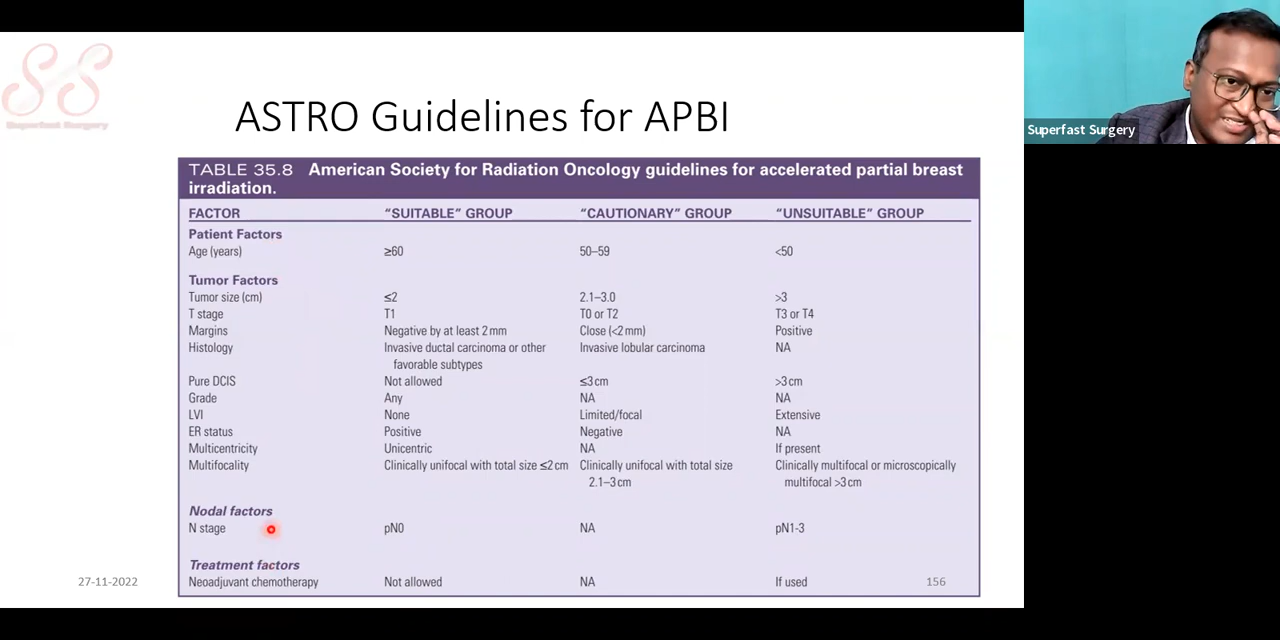 SS
Superfast Surgery
ASTRO Guidelines for APBI
TABLE 35.8 American Society for Radiation Oncology guidelines for accelerated partial breast
irradiation.
FACTOR "SUITABLE" GROUP "CAUTIONARY" GROUP "UNSUITABLE" GROUP
Patient Factors
Age (years) ≥60 50–59 <50
Tumor Factors
Tumor size (cm) ≤2 2.1–3.0 >3
T stage T1 T0 or T2 T3 or T4
Margins Negative by at least 2 mm Close (<2 mm) Positive
Histology Invasive ductal carcinoma or other Invasive lobular carcinoma NA
favorable subtypes
Pure DCIS Not allowed ≤3 cm >3 cm
Grade Any NA NA
LVI None Limited/focal Extensive
ER status Positive Negative NA
Multicentricity Unicentric NA If present
Multifocality Clinically unifocal with total size ≤2 cm Clinically unifocal with total size Clinically multifocal or microscopically
2.1–3 cm multifocal >3 cm
Nodal factors
N stage pN0 NA pN1-3
Treatment factors
Neoadjuvant chemotherapy Not allowed NA If used
27-11-2022 156
Superfast Surgery